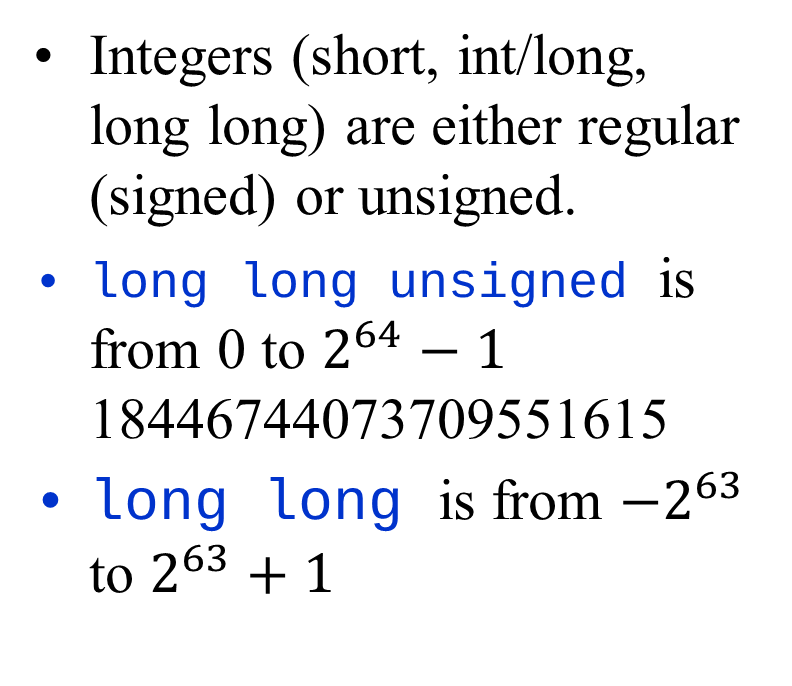 • Integers (short, int/long,
long long) are either regular
(signed) or unsigned.
• long long unsigned is
from 0 to 2⁶⁴ − 1
18446744073709551615
• long long is from −2⁶³
to 2⁶³ + 1